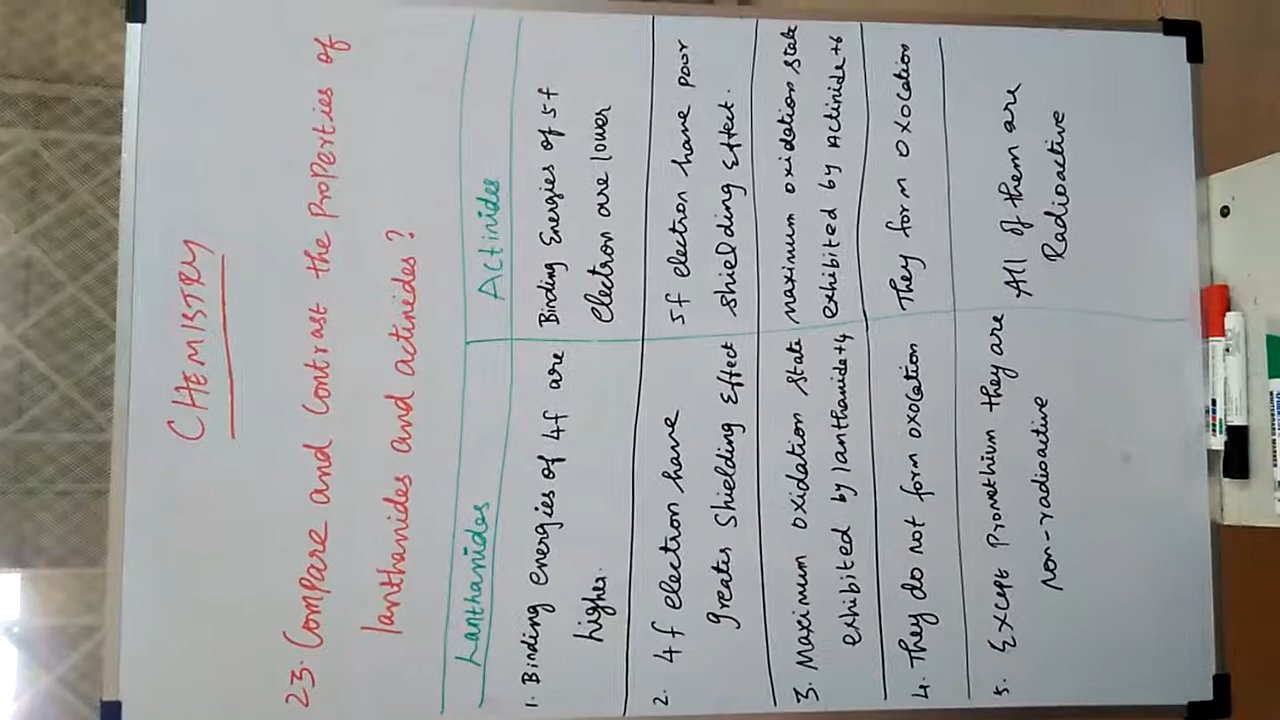 CHEMISTRY
23. Compare and Contrast the Properties of
lanthanides and actinides?
Lanthanides
Actinides
1. Binding energies of 4f are
higher.
Binding Energies of 5f
electron are lower
2. 4f electron have
greates shielding Effect
5f electron have poor
shielding effect.
3. Maximum oxidation state
exhibited by lanthanide+4
maximum oxidation state
exhibited by Actinide+6
4. They do not form oxocation
They form oxocation
5. Except Promethium they are
non-radioactive
All of them are
Radioactive